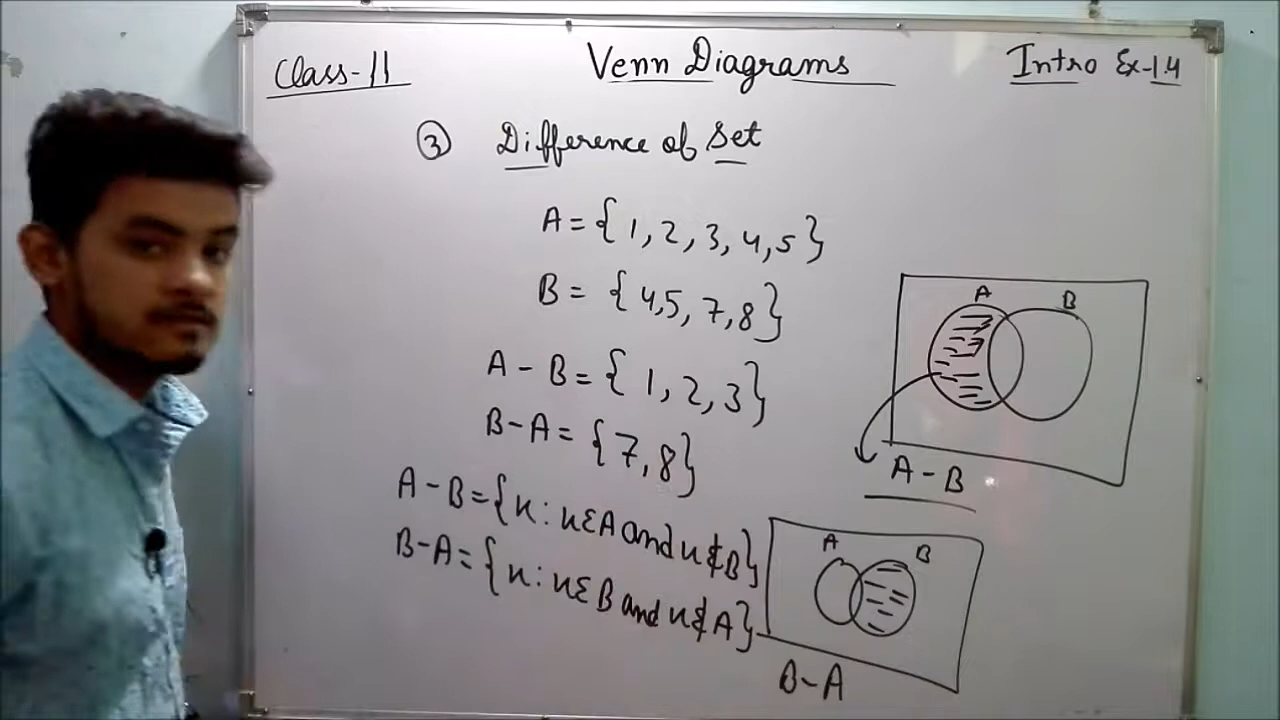 Class-11
Venn Diagrams
Intro Ex-1.4
③ Difference of Set
A = { 1, 2, 3, 4, 5 }
B = { 4, 5, 7, 8 }
A - B = { 1, 2, 3 }
B - A = { 7, 8 }
A - B = { x : x ∈ A and x ∉ B }
B - A = { x : x ∈ B and x ∉ A }
A B
A - B
A B
B - A